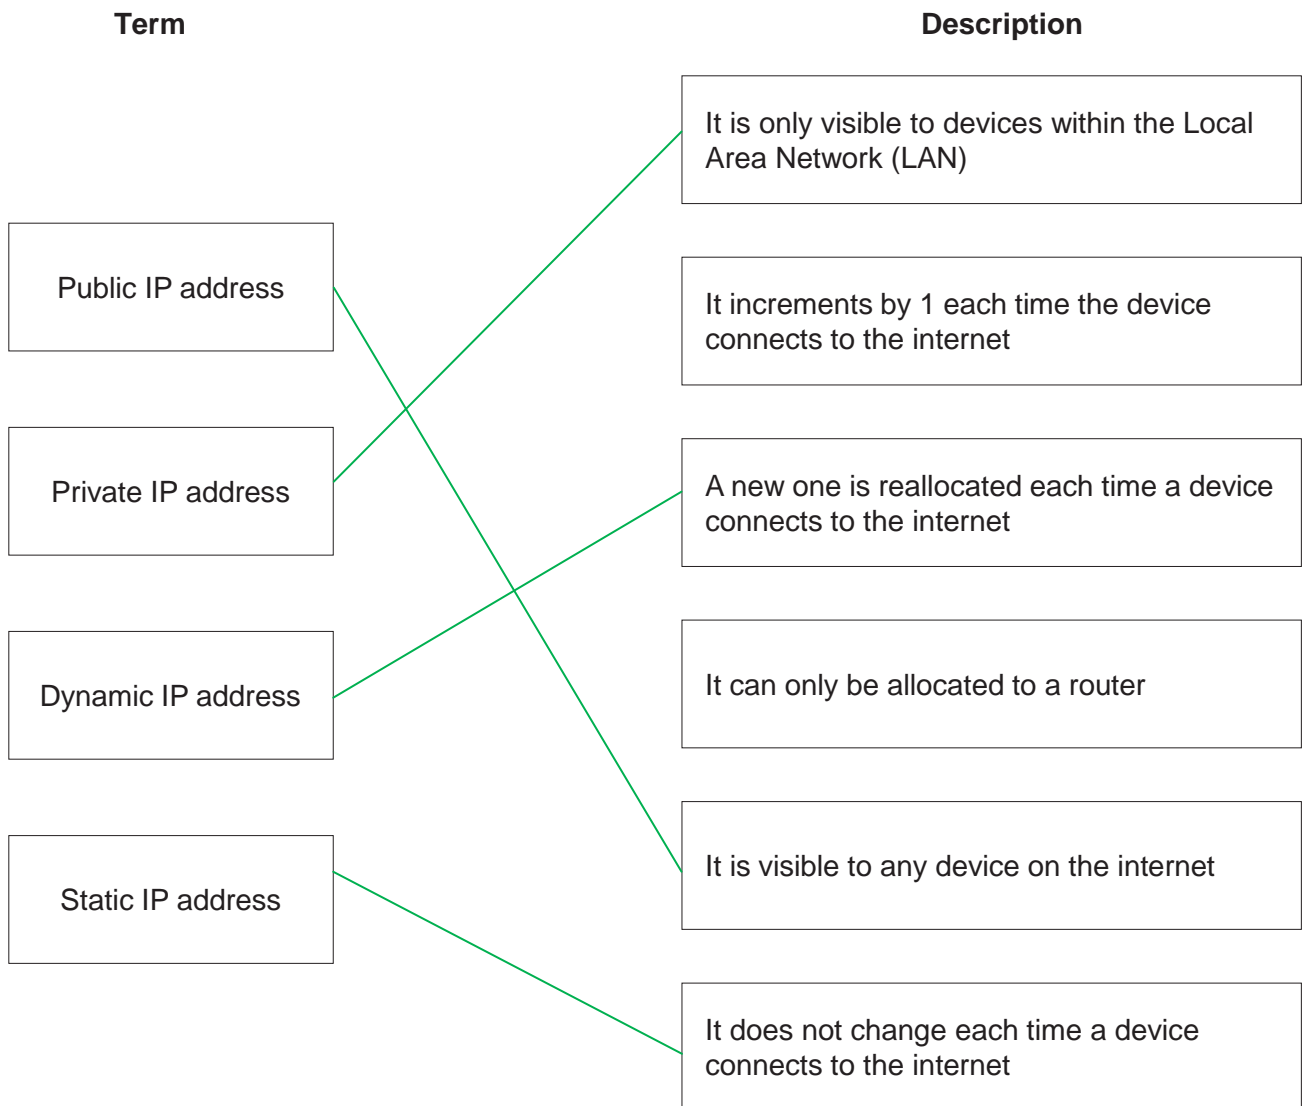 Term
Description
Public IP address
Private IP address
Dynamic IP address
Static IP address
It is only visible to devices within the Local
Area Network (LAN)
It increments by 1 each time the device
connects to the internet
A new one is reallocated each time a device
connects to the internet
It can only be allocated to a router
It is visible to any device on the internet
It does not change each time a device
connects to the internet